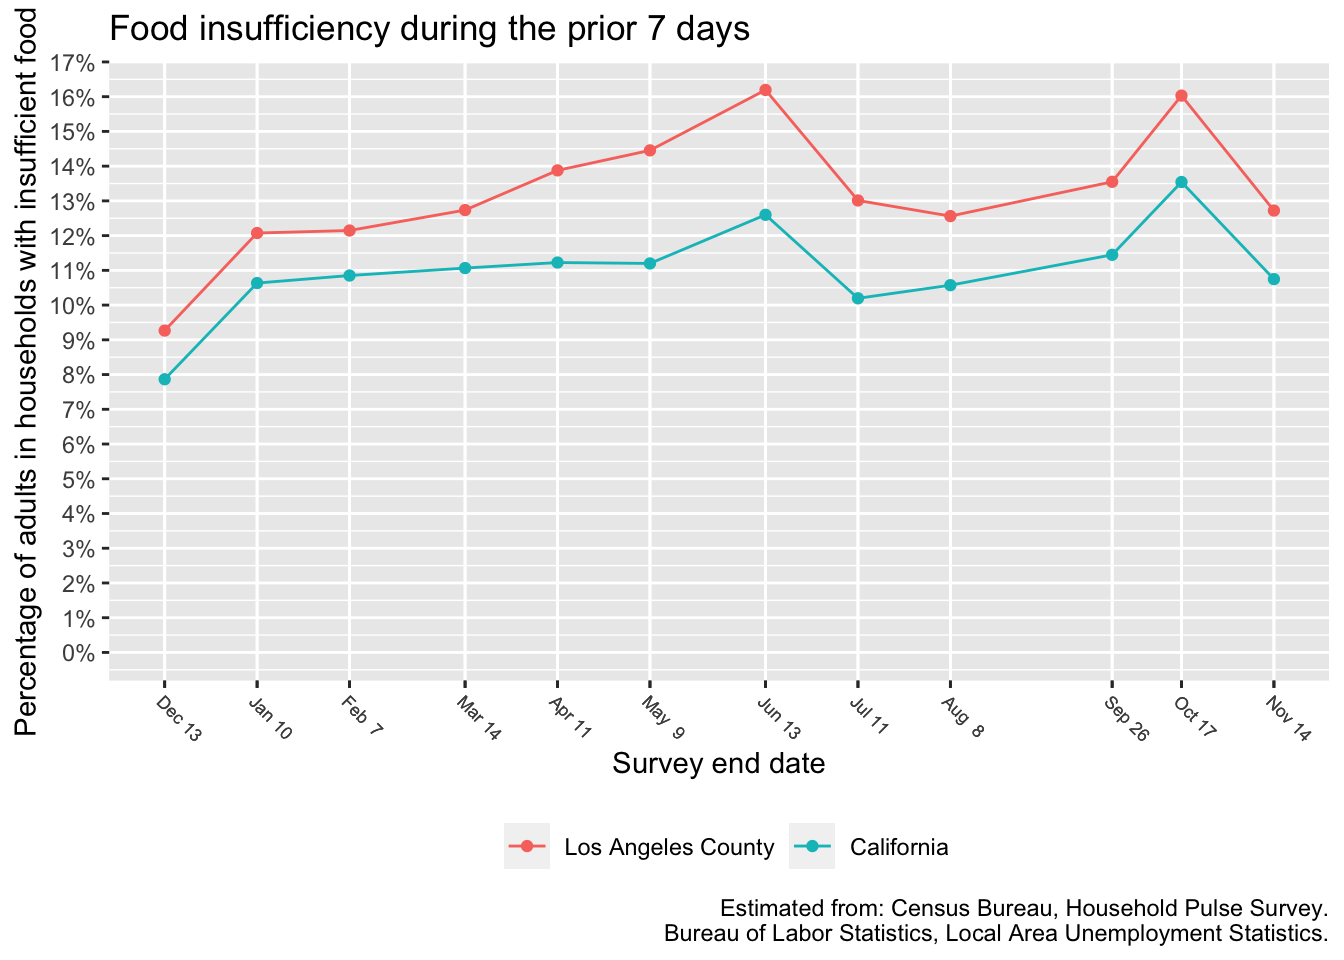 Food insufficiency during the prior 7 days
Percentage of adults in households with insufficient food
17%
16%
15%
14%
13%
12%
11%
10%
9%
8%
7%
6%
5%
4%
3%
2%
1%
0%
Dec 13
Jan 10
Feb 7
Mar 14
Apr 11
May 9
Jun 13
Jul 11
Aug 8
Sep 26
Oct 17
Nov 14
Survey end date
Los Angeles County
California
Estimated from: Census Bureau, Household Pulse Survey.
Bureau of Labor Statistics, Local Area Unemployment Statistics.